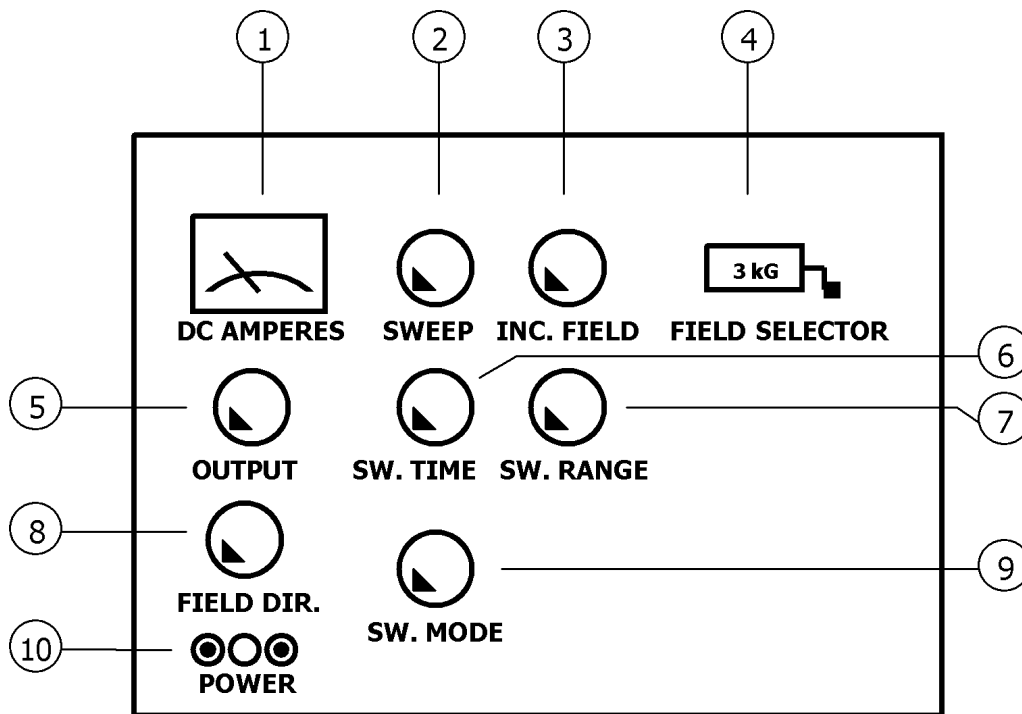 1 2 3 4
3 kG
DC AMPERES SWEEP INC. FIELD FIELD SELECTOR
6
5
7
OUTPUT SW. TIME SW. RANGE
8
9
FIELD DIR.
SW. MODE
10
POWER